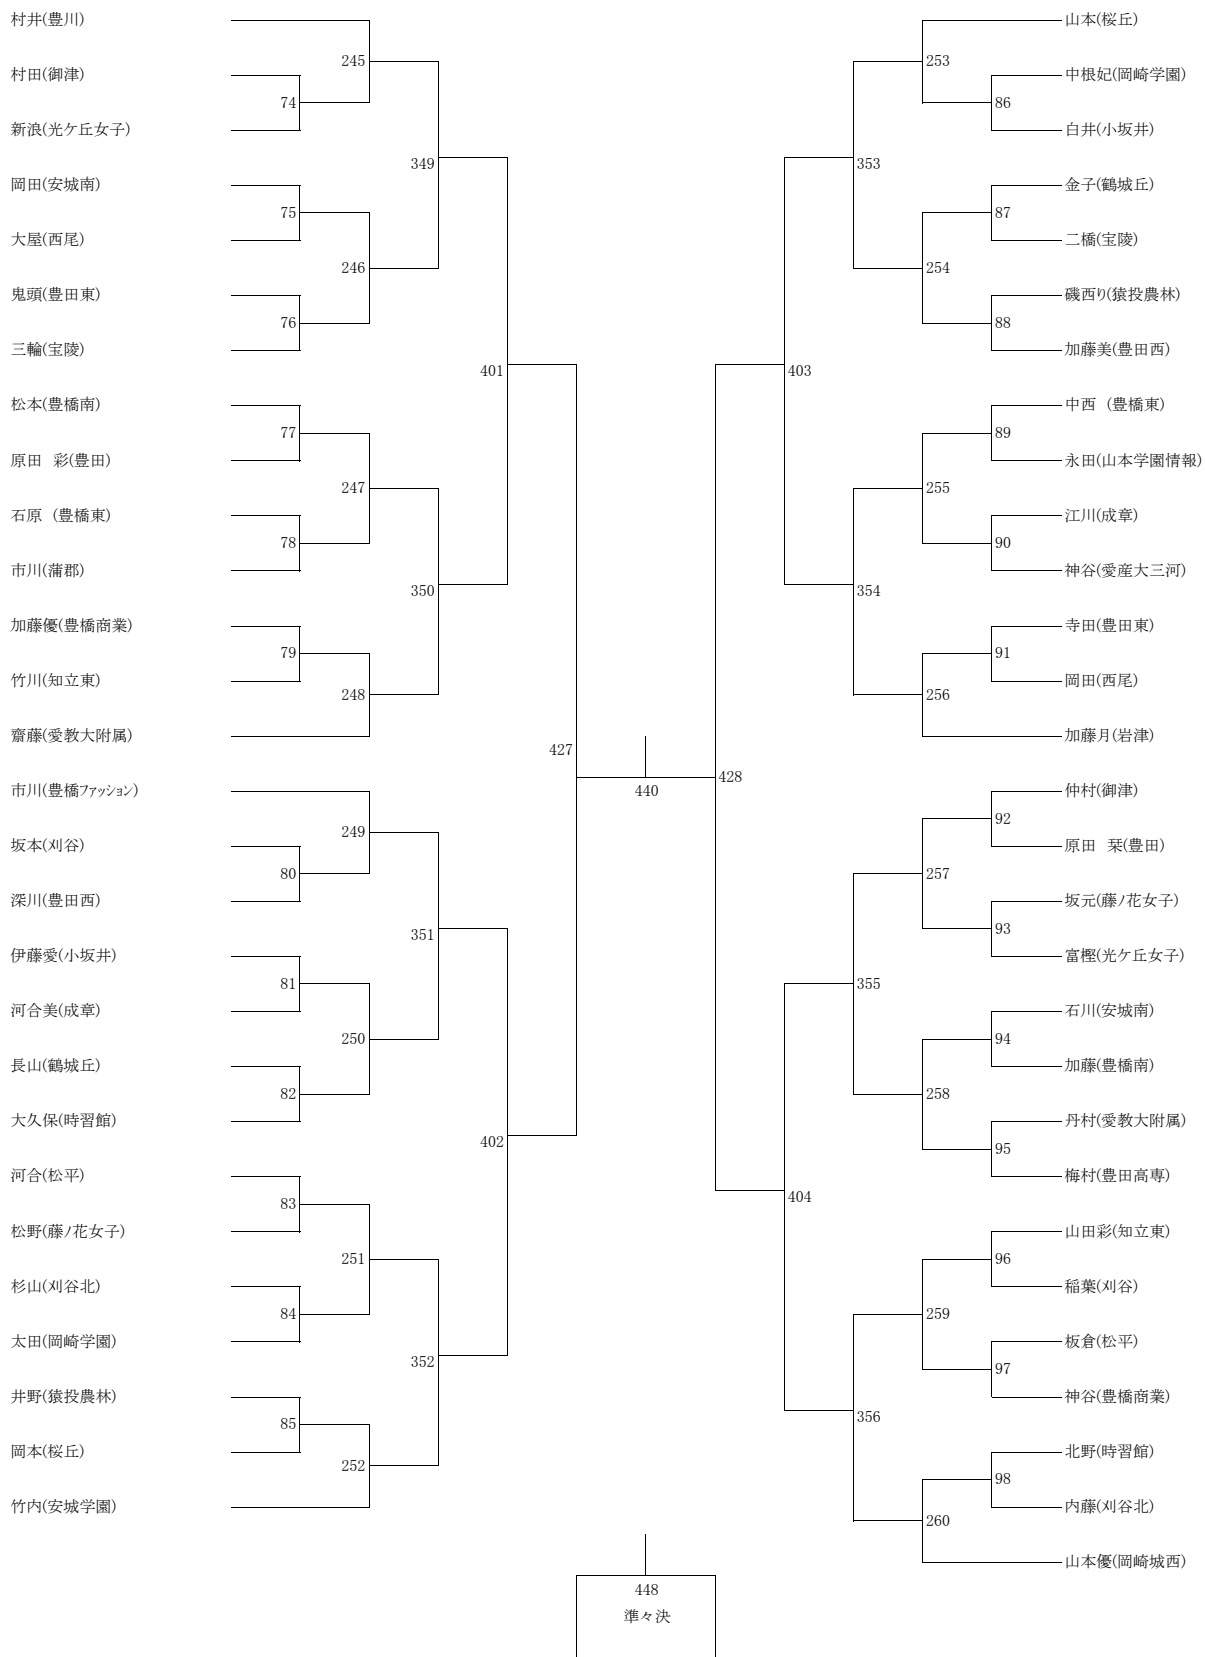 村井(豊川)
245
村田(御津)
74
新浪(光ケ丘女子)
349
岡田(安城南)
75
大屋(西尾)
246
鬼頭(豊田東)
76
三輪(宝陵)
401
松本(豊橋南)
77
原田　彩(豊田)
247
石原　(豊橋東)
78
市川(蒲郡)
350
加藤優(豊橋商業)
79
竹川(知立東)
248
齋藤(愛教大附属)
427
市川(豊橋ファッション)
249
坂本(刈谷)
80
深川(豊田西)
351
伊藤愛(小坂井)
81
河合美(成章)
250
長山(鶴城丘)
82
大久保(時習館)
402
河合(松平)
83
松野(藤ノ花女子)
251
杉山(刈谷北)
84
太田(岡崎学園)
352
井野(猿投農林)
85
岡本(桜丘)
252
竹内(安城学園)
440
山本(桜丘)
253
中根妃(岡崎学園)
86
白井(小坂井)
353
金子(鶴城丘)
87
二橋(宝陵)
254
磯西り(猿投農林)
88
加藤美(豊田西)
403
中西　(豊橋東)
89
永田(山本学園情報)
255
江川(成章)
90
神谷(愛産大三河)
354
寺田(豊田東)
91
岡田(西尾)
256
加藤月(岩津)
428
仲村(御津)
92
原田　栞(豊田)
257
坂元(藤ノ花女子)
93
富樫(光ケ丘女子)
355
石川(安城南)
94
加藤(豊橋南)
258
丹村(愛教大附属)
95
梅村(豊田高専)
404
山田彩(知立東)
96
稲葉(刈谷)
259
板倉(松平)
97
神谷(豊橋商業)
356
北野(時習館)
98
内藤(刈谷北)
260
山本優(岡崎城西)
448
準々決